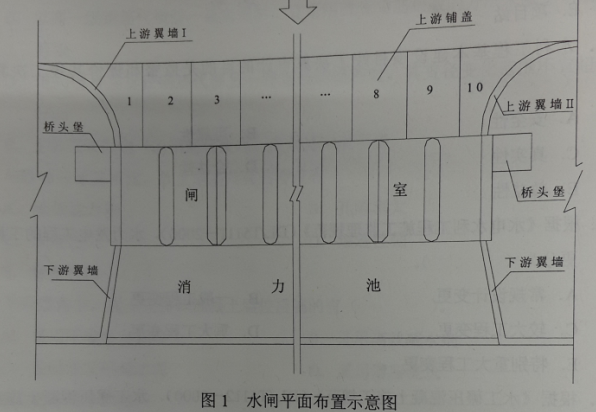 上游翼墙I
上游铺盖
1 2 3 … … 8 9 10
上游翼墙II
桥头堡
闸 室
桥头堡
下游翼墙
消 力 池
下游翼墙
图1 水闸平面布置示意图